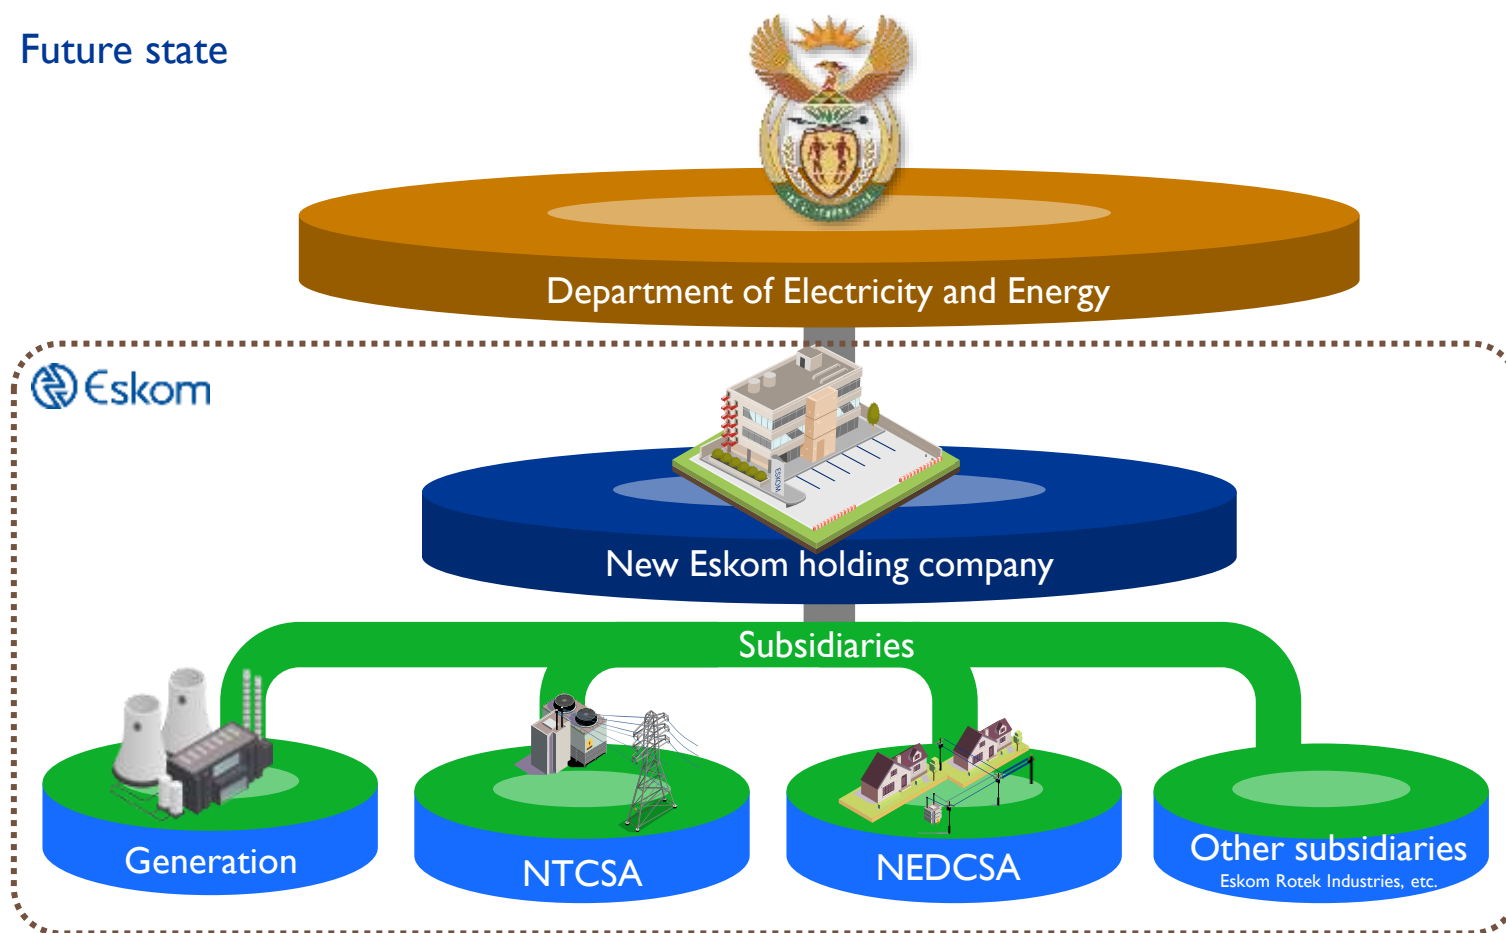 Future state
Department of Electricity and Energy
Eskom
ESKOM
New Eskom holding company
Subsidiaries
Generation
NTCSA
NEDCSA
Other subsidiaries
Eskom Rotek Industries, etc.